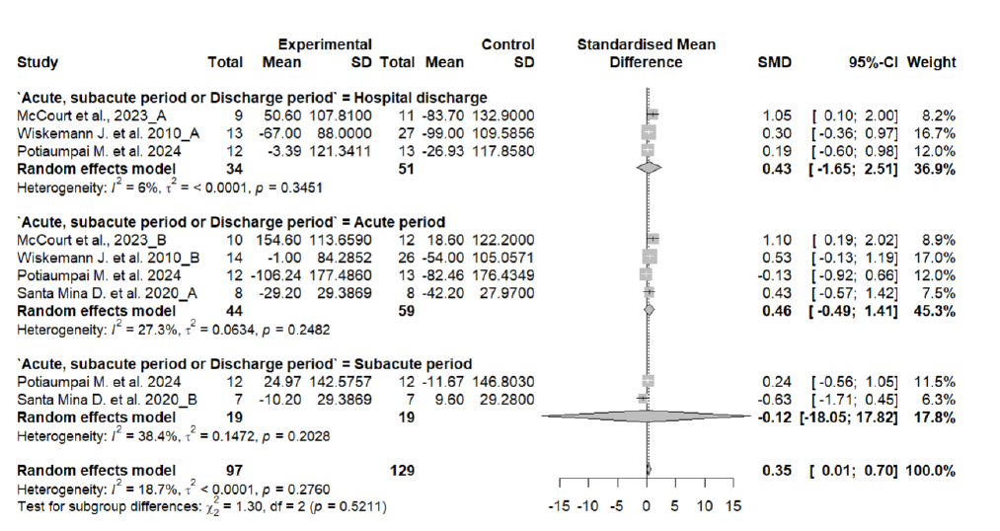 Experimental Control Standardised Mean
Study Total Mean SD Total Mean SD Difference SMD 95%-CI Weight
`Acute, subacute period or Discharge period` = Hospital discharge
McCourt et al., 2023_A 9 50.60 107.8100 11 -83.70 132.9000 1.05 [ 0.10; 2.00] 8.2%
Wiskemann J. et al. 2010_A 13 -67.00 88.0000 27 -99.00 109.5856 0.30 [-0.36; 0.97] 16.7%
Potiaumpai M. et al. 2024 12 -3.39 121.3411 13 -26.93 117.8580 0.19 [-0.60; 0.98] 12.0%
Random effects model 34 51 0.43 [-1.65; 2.51] 36.9%
Heterogeneity: I² = 6%, τ² = < 0.0001, p = 0.3451
`Acute, subacute period or Discharge period` = Acute period
McCourt et al., 2023_B 10 154.60 113.6590 12 18.60 122.2000 1.10 [ 0.19; 2.02] 8.9%
Wiskemann J. et al. 2010_B 14 -1.00 84.2852 26 -54.00 105.0571 0.53 [-0.13; 1.19] 17.0%
Potiaumpai M. et al. 2024 12 -106.24 177.4860 13 -82.46 176.4349 -0.13 [-0.92; 0.66] 12.0%
Santa Mina D. et al. 2020_A 8 -29.20 29.3869 8 -42.20 27.9700 0.43 [-0.57; 1.42] 7.5%
Random effects model 44 59 0.46 [-0.49; 1.41] 45.3%
Heterogeneity: I² = 27.3%, τ² = 0.0634, p = 0.2482
`Acute, subacute period or Discharge period` = Subacute period
Potiaumpai M. et al. 2024 12 24.97 142.5757 12 -11.67 146.8030 0.24 [-0.56; 1.05] 11.5%
Santa Mina D. et al. 2020_B 7 -10.20 29.3869 7 9.60 29.2800 -0.63 [-1.71; 0.45] 6.3%
Random effects model 19 19 -0.12 [-18.05; 17.82] 17.8%
Heterogeneity: I² = 38.4%, τ² = 0.1472, p = 0.2028
Random effects model 97 129 0.35 [ 0.01; 0.70] 100.0%
Heterogeneity: I² = 18.7%, τ² < 0.0001, p = 0.2760
Test for subgroup differences: χ²₂ = 1.30, df = 2 (p = 0.5211)
-15 -10 -5 0 5 10 15